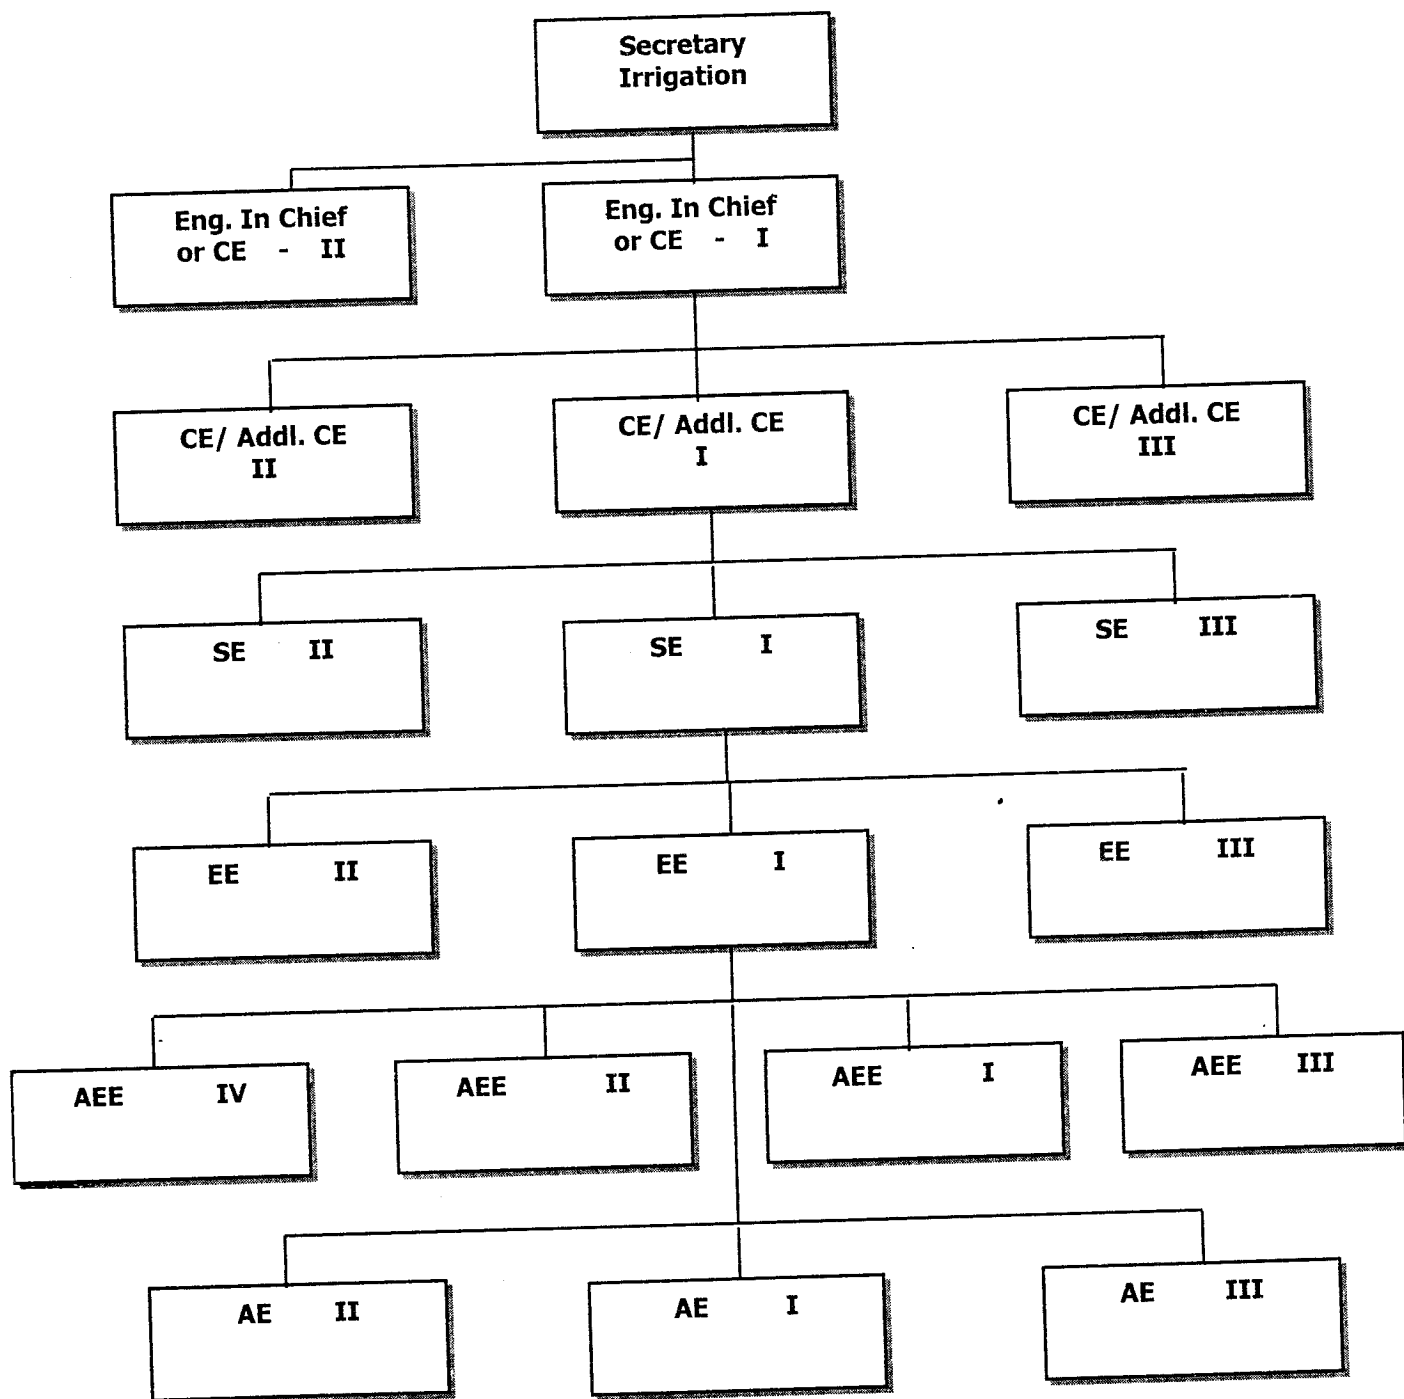 Secretary
Irrigation
Eng. In Chief
or CE - II
Eng. In Chief
or CE - I
CE/ Addl. CE
II
CE/ Addl. CE
I
CE/ Addl. CE
III
SE II
SE I
SE III
EE II
EE I
EE III
AEE IV
AEE II
AEE I
AEE III
AE II
AE I
AE III